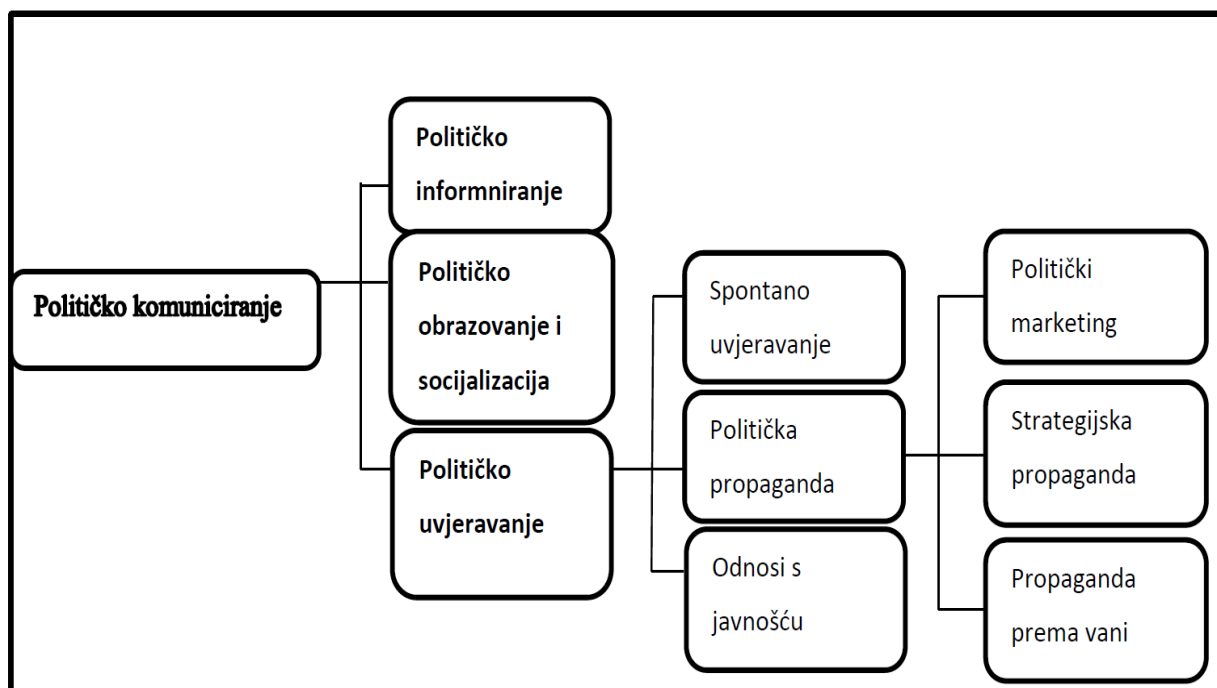 Političko komuniciranje
Političko
informniranje
Političko
obrazovanje i
socijalizacija
Političko
uvjeravanje
Spontano
uvjeravanje
Politička
propaganda
Odnosi s
javnošću
Politički
marketing
Strategijska
propaganda
Propaganda
prema vani